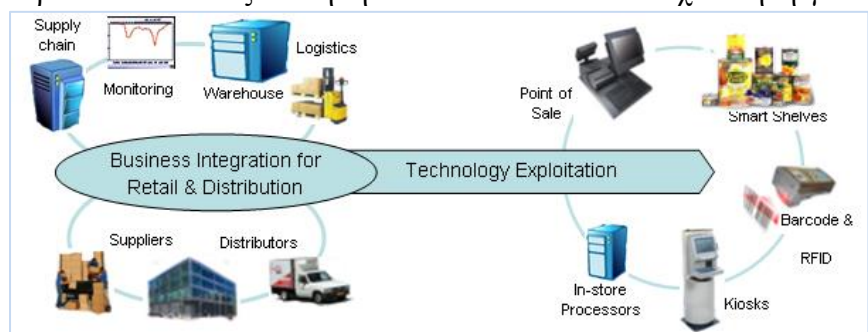 Supply
chain
Monitoring
Warehouse
Logistics
Business Integration for
Retail & Distribution
Suppliers
Distributors
Technology Exploitation
Point of
Sale
Smart Shelves
Barcode &
RFID
In-store
Processors
Kiosks